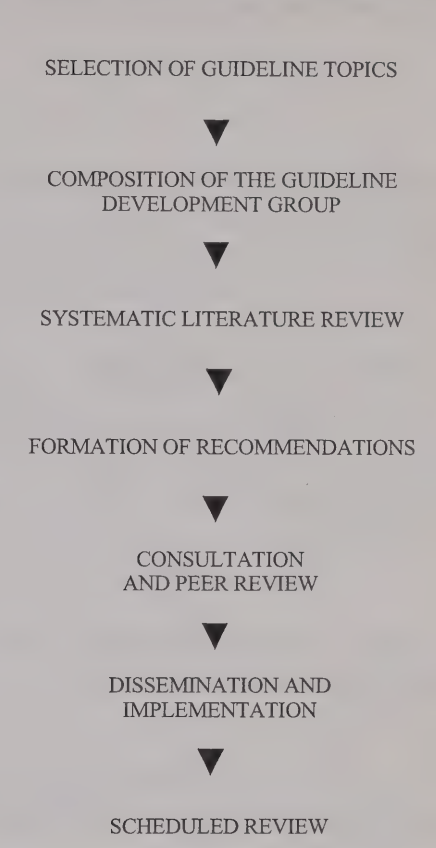 SELECTION OF GUIDELINE TOPICS
COMPOSITION OF THE GUIDELINE
DEVELOPMENT GROUP
SYSTEMATIC LITERATURE REVIEW
FORMATION OF RECOMMENDATIONS
CONSULTATION
AND PEER REVIEW
DISSEMINATION AND
IMPLEMENTATION
SCHEDULED REVIEW